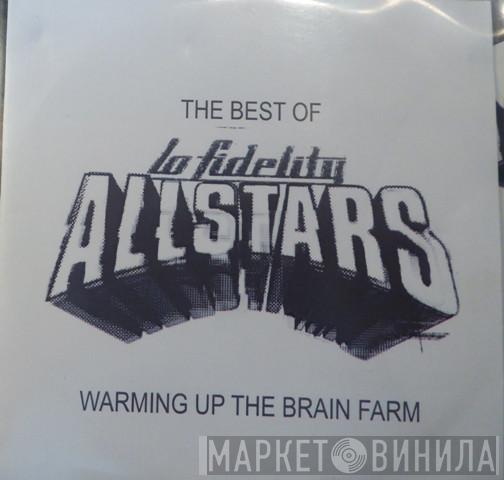 THE BEST OF
lo fidelity
ALLSTARS
WARMING UP THE BRAIN FARM
МАРКЕТ ВИНИЛА